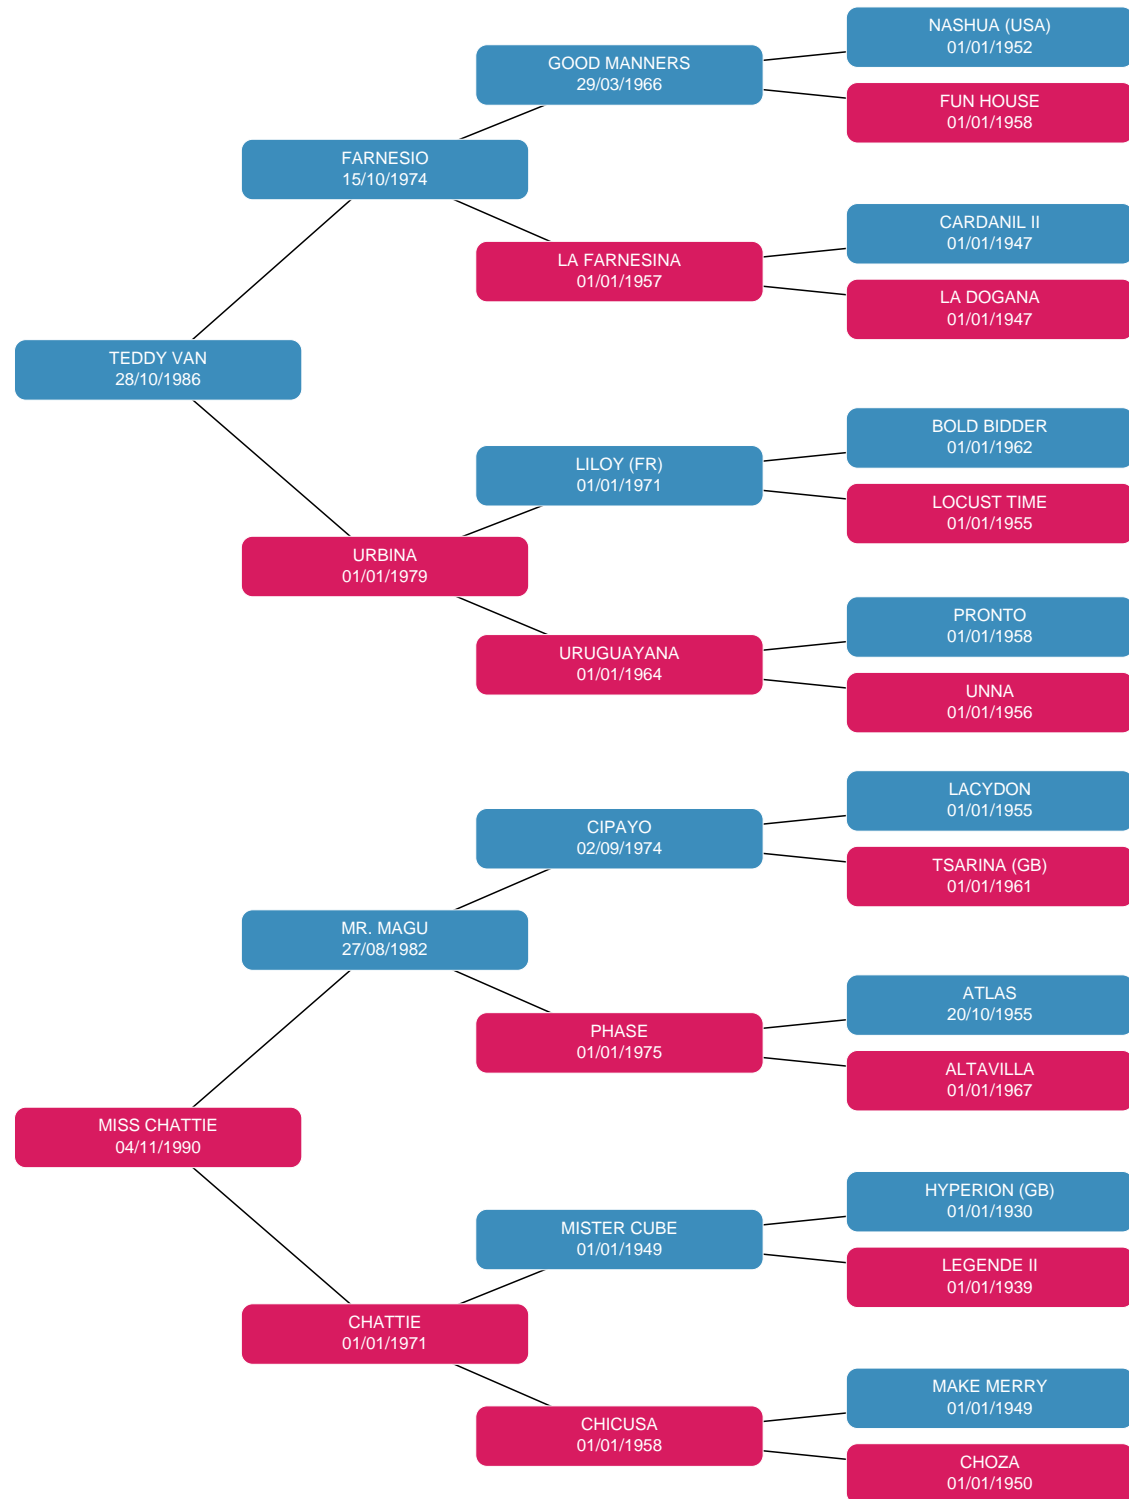 NASHUA (USA)
01/01/1952
GOOD MANNERS
29/03/1966
FUN HOUSE
01/01/1958
FARNESIO
15/10/1974
CARDANIL II
01/01/1947
LA FARNESINA
01/01/1957
LA DOGANA
01/01/1947
TEDDY VAN
28/10/1986
BOLD BIDDER
01/01/1962
LILOY (FR)
01/01/1971
LOCUST TIME
01/01/1955
URBINA
01/01/1979
PRONTO
01/01/1958
URUGUAYANA
01/01/1964
UNNA
01/01/1956
LACYDON
01/01/1955
CIPAYO
02/09/1974
TSARINA (GB)
01/01/1961
MR. MAGU
27/08/1982
ATLAS
20/10/1955
PHASE
01/01/1975
ALTAVILLA
01/01/1967
MISS CHATTIE
04/11/1990
HYPERION (GB)
01/01/1930
MISTER CUBE
01/01/1949
LEGENDE II
01/01/1939
CHATTIE
01/01/1971
MAKE MERRY
01/01/1949
CHICUSA
01/01/1958
CHOZA
01/01/1950